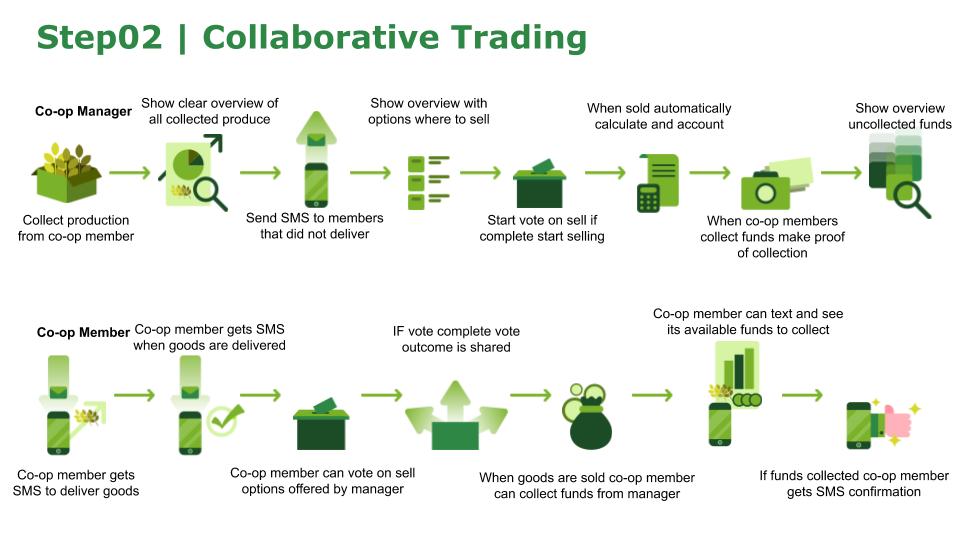 Step02 | Collaborative Trading
Co-op Manager
Show clear overview of
all collected produce
Show overview with
options where to sell
When sold automatically
calculate and account
Show overview
uncollected funds
Collect production
from co-op member
Send SMS to members
that did not deliver
Start vote on sell if
complete start selling
When co-op members
collect funds make proof
of collection
Co-op Member
Co-op member gets SMS
when goods are delivered
IF vote complete vote
outcome is shared
Co-op member can text and see
its available funds to collect
Co-op member gets
SMS to deliver goods
Co-op member can vote on sell
options offered by manager
When goods are sold co-op member
can collect funds from manager
If funds collected co-op member
gets SMS confirmation